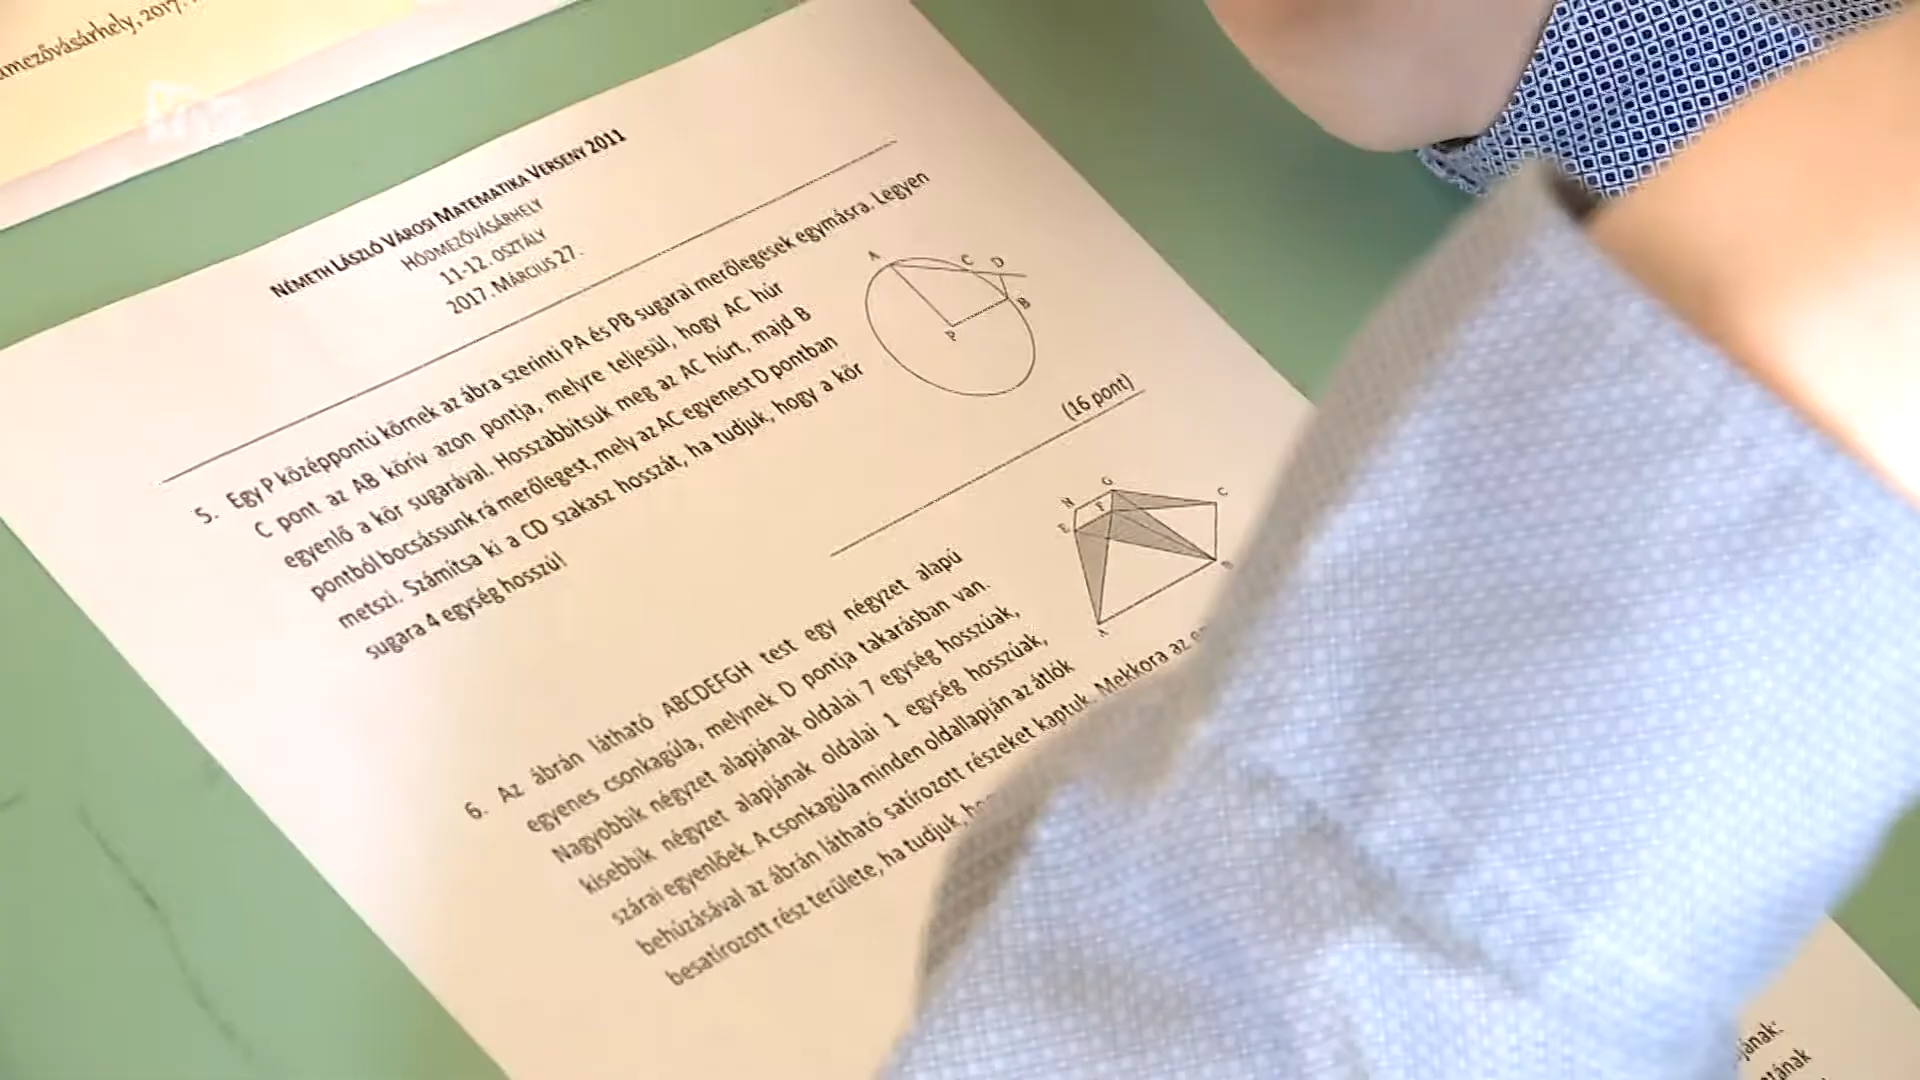 mezővásárhely, 2017.
NÉMETH LÁSZLÓ VÁROSI MATEMATIKA VERSENY 2011
HÓDMEZŐVÁSÁRHELY
11-12. OSZTÁLY
2017. MÁRCIUS 27.
5. Egy P középpontú körnek az ábra szerinti PA és PB sugarai merőlegesek egymásra. Legyen
C pont az AB körív azon pontja, melyre teljesül, hogy AC húr
egyenlő a kör sugarával. Hosszabbítsuk meg az AC húrt, majd B
pontból bocsássunk rá merőlegest, mely az AC egyenest D pontban
metszi. Számítsa ki a CD szakasz hosszát, ha tudjuk, hogy a kör
sugara 4 egység hosszú!
A C D
B
P
(16 pont)
6. Az ábrán látható ABCDEFGH test egy négyzet alapú
egyenes csonkagúla, melynek D pontja takarásban van.
Nagyobbik négyzet alapjának oldalai 7 egység hosszúak,
kisebbik négyzet alapjának oldalai 1 egység hosszúak,
szárai egyenlőek. A csonkagúla minden oldallapján az átlók
behúzásával az ábrán látható satírozott részeket kaptuk. Mekkora az
besatírozott rész területe, ha tudjuk,
H G C
E F
A
jának: